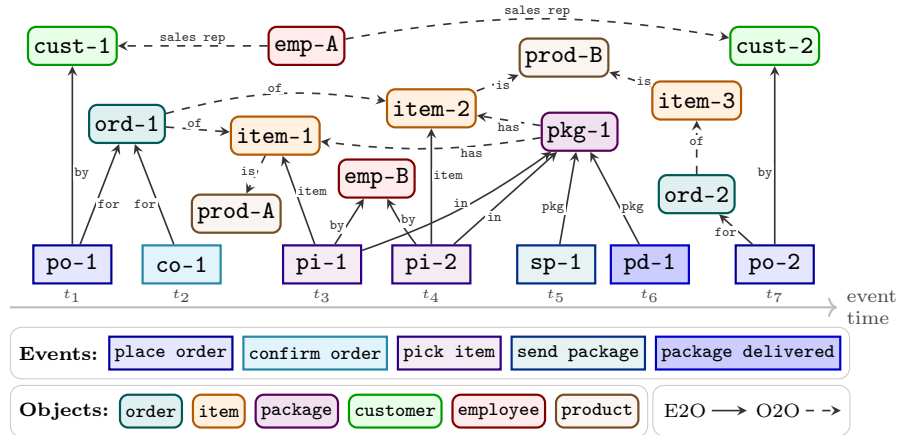 sales rep
cust-1 sales rep emp-A cust-2
prod-B
of is is
item-2 item-3
ord-1 of item-1 has pkg-1
has of
by is emp-B item by
prod-A item ord-2
for for by by in in pkg pkg for
po-1 co-1 pi-1 pi-2 sp-1 pd-1 po-2
t1 t2 t3 t4 t5 t6 t7
event
time
Events: place order confirm order pick item send package package delivered
Objects: order item package customer employee product E2O O2O